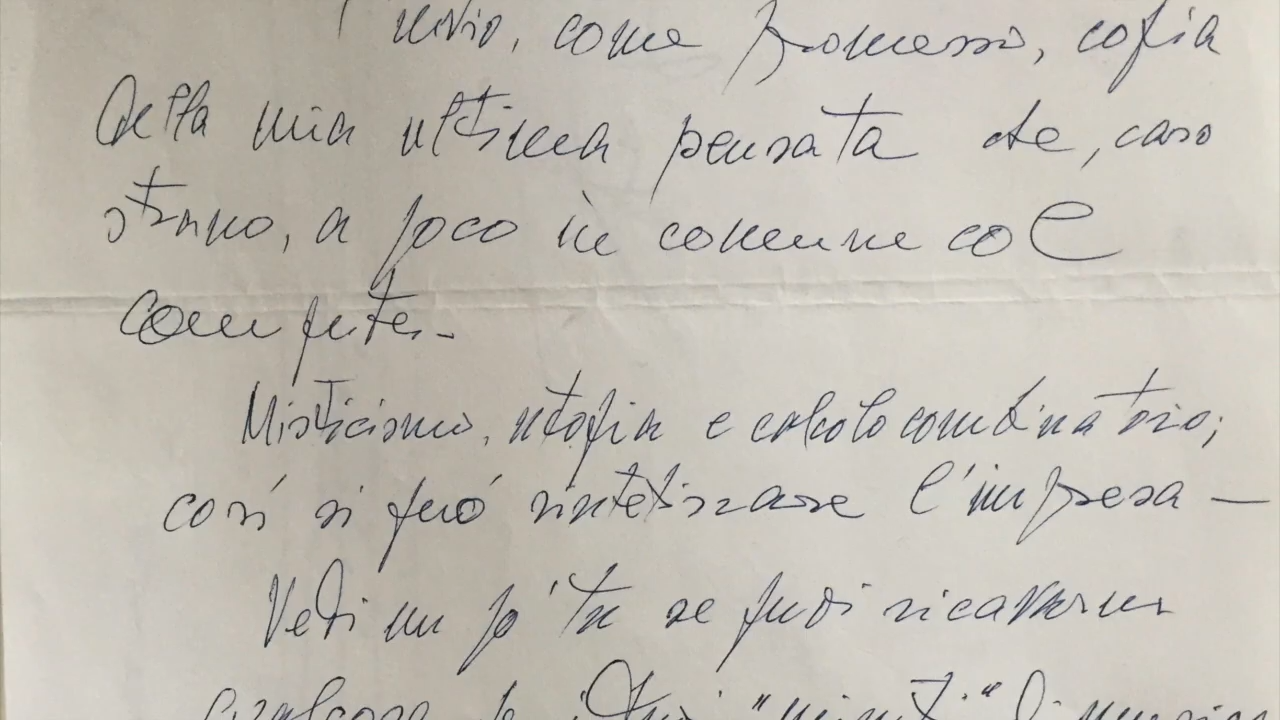 Invio, come promesso, copia
della mia ultima pensata che, caso
strano, à poco in comune col
computer.
Misticismo, utopia e calcolo combinatorio;
così si può sintetizzare l'impresa —
Vedi un po' tu se puoi ricavarne
qualcosa